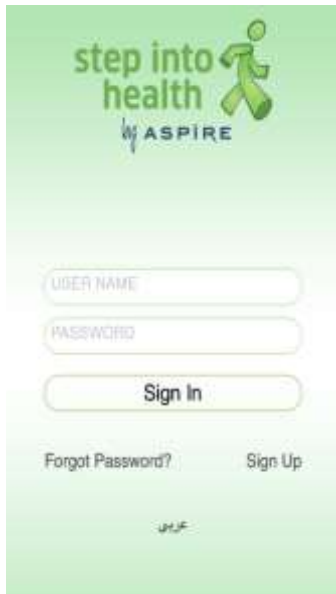 step into
health
by ASPIRE
USER NAME
PASSWORD
Sign In
Forgot Password? Sign Up
عربي